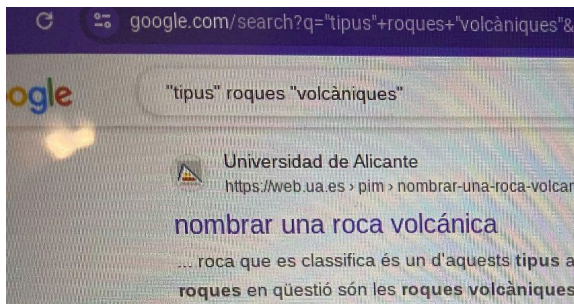 google.com/search?q="tipus"+roques+"volcàniques"&
ogle
"tipus" roques "volcàniques"
Universidad de Alicante
https://web.ua.es › pim › nombrar-una-roca-volcar
nombrar una roca volcánica
... roca que es classifica és un d'aquests tipus a
roques en qüestió són les roques volcàniques